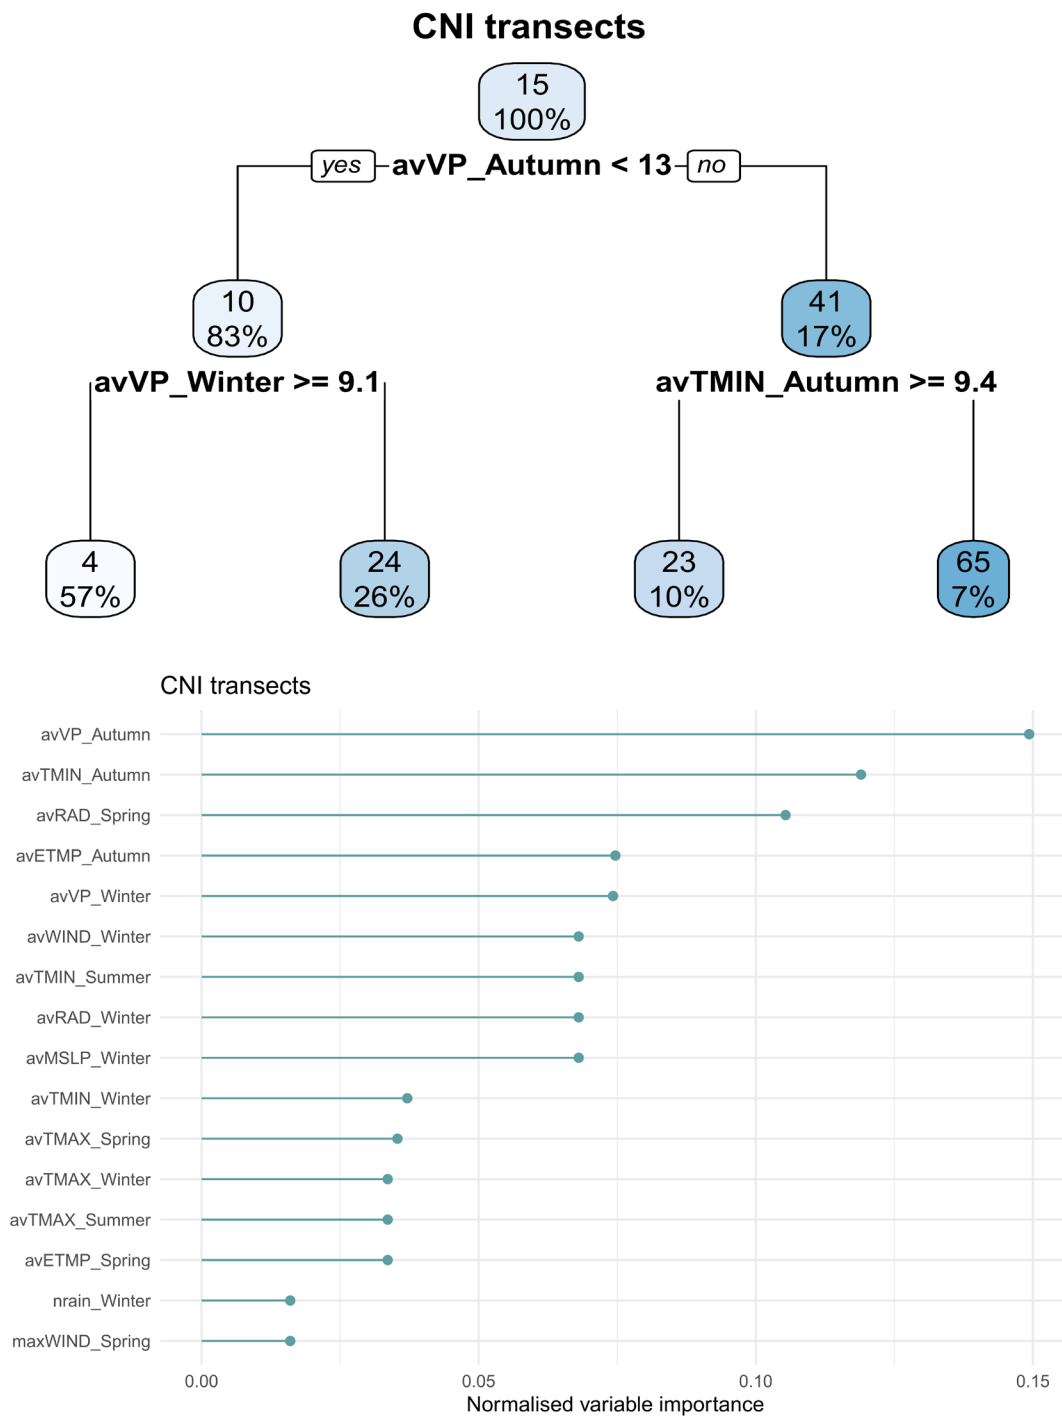 CNI transects
15
100%
yes avVP_Autumn < 13 no
10
83%
41
17%
avVP_Winter >= 9.1
avTMIN_Autumn >= 9.4
4
57%
24
26%
23
10%
65
7%
CNI transects
avVP_Autumn
avTMIN_Autumn
avRAD_Spring
avETMP_Autumn
avVP_Winter
avWIND_Winter
avTMIN_Summer
avRAD_Winter
avMSLP_Winter
avTMIN_Winter
avTMAX_Spring
avTMAX_Winter
avTMAX_Summer
avETMP_Spring
nrain_Winter
maxWIND_Spring
0.00 0.05 0.10 0.15
Normalised variable importance